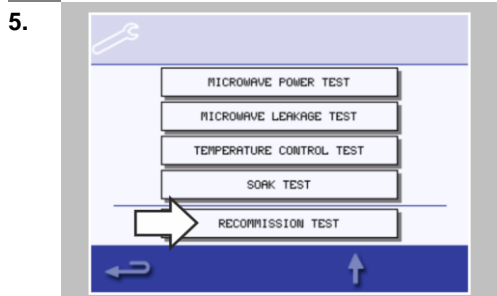 5.
MICROWAVE POWER TEST
MICROWAVE LEAKAGE TEST
TEMPERATURE CONTROL TEST
SOAK TEST
RECOMMISSION TEST